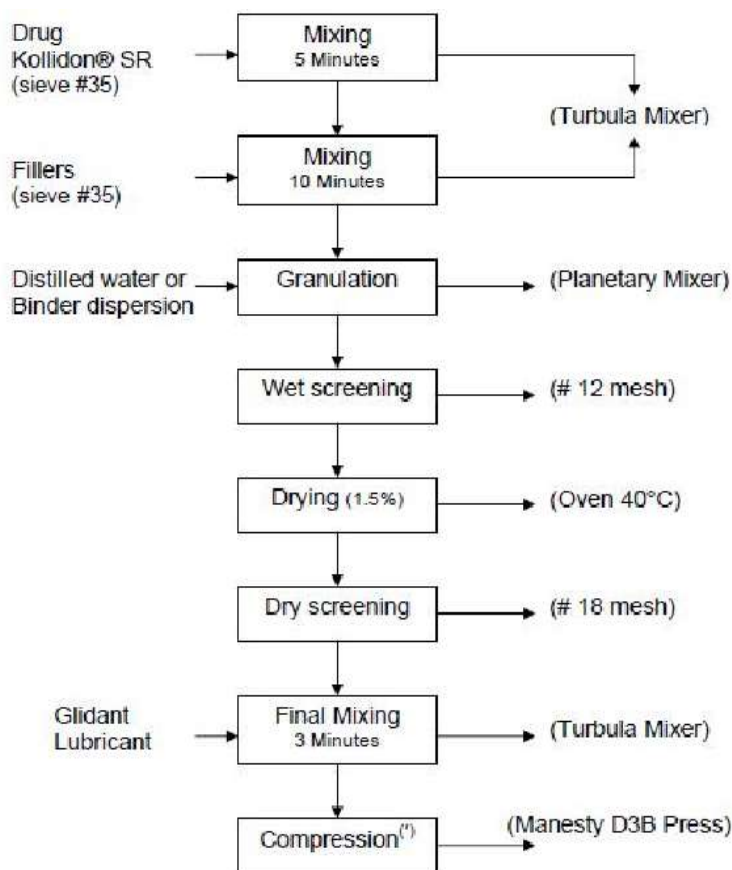 Drug
Kollidon® SR
(sieve #35)
Mixing
5 Minutes
(Turbula Mixer)
Fillers
(sieve #35)
Mixing
10 Minutes
Distilled water or
Binder dispersion
Granulation
(Planetary Mixer)
Wet screening
(# 12 mesh)
Drying (1.5%)
(Oven 40°C)
Dry screening
(# 18 mesh)
Glidant
Lubricant
Final Mixing
3 Minutes
(Turbula Mixer)
Compression(*)
(Manesty D3B Press)